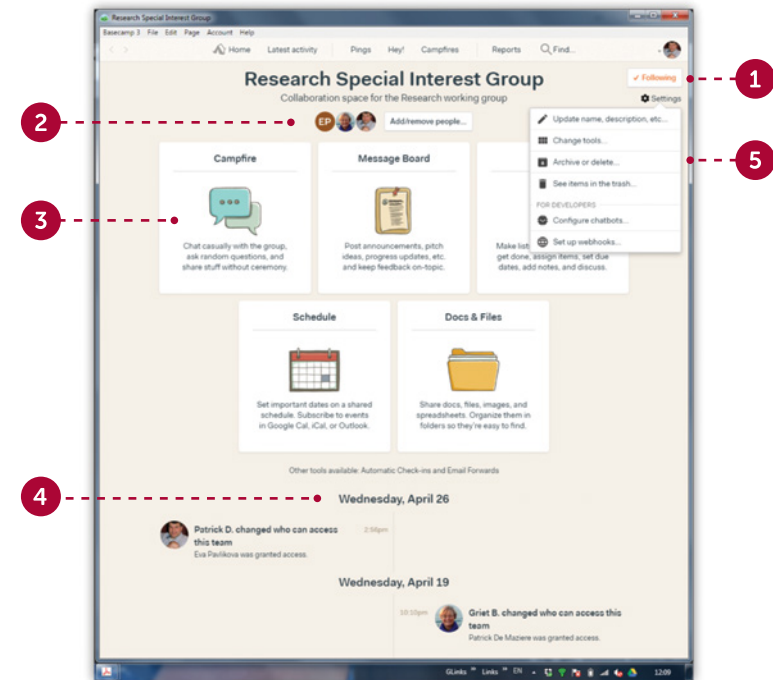 Research Special Interest Group
Basecamp 3 File Edit Page Account Help
Home Latest activity Pings Hey! Campfires Reports Find...
Research Special Interest Group
✓ Following
1
Collaboration space for the Research working group
Settings
2
EP
Add/remove people...
Update name, description, etc...
Change tools...
5
Archive or delete...
See items in the trash...
FOR DEVELOPERS
Configure chatbots...
Set up webhooks...
Campfire
3
Chat casually with the group,
ask random questions, and
share stuff without ceremony.
Message Board
Post announcements, pitch
ideas, progress updates, etc.
and keep feedback on-topic.
Make list
get done, assign items, set due
dates, add notes, and discuss.
Schedule
Set important dates on a shared
schedule. Subscribe to events
in Google Cal, iCal, or Outlook.
Docs & Files
Share docs, files, images, and
spreadsheets. Organize them in
folders so they're easy to find.
Other tools available: Automatic Check-ins and Email Forwards
4
Wednesday, April 26
Patrick D. changed who can access
this team
2:56pm
Eva Pavlikova was granted access.
Wednesday, April 19
10:10pm
Griet B. changed who can access this
team
Patrick De Maziere was granted access.
GLinks » Links » EN 12:09